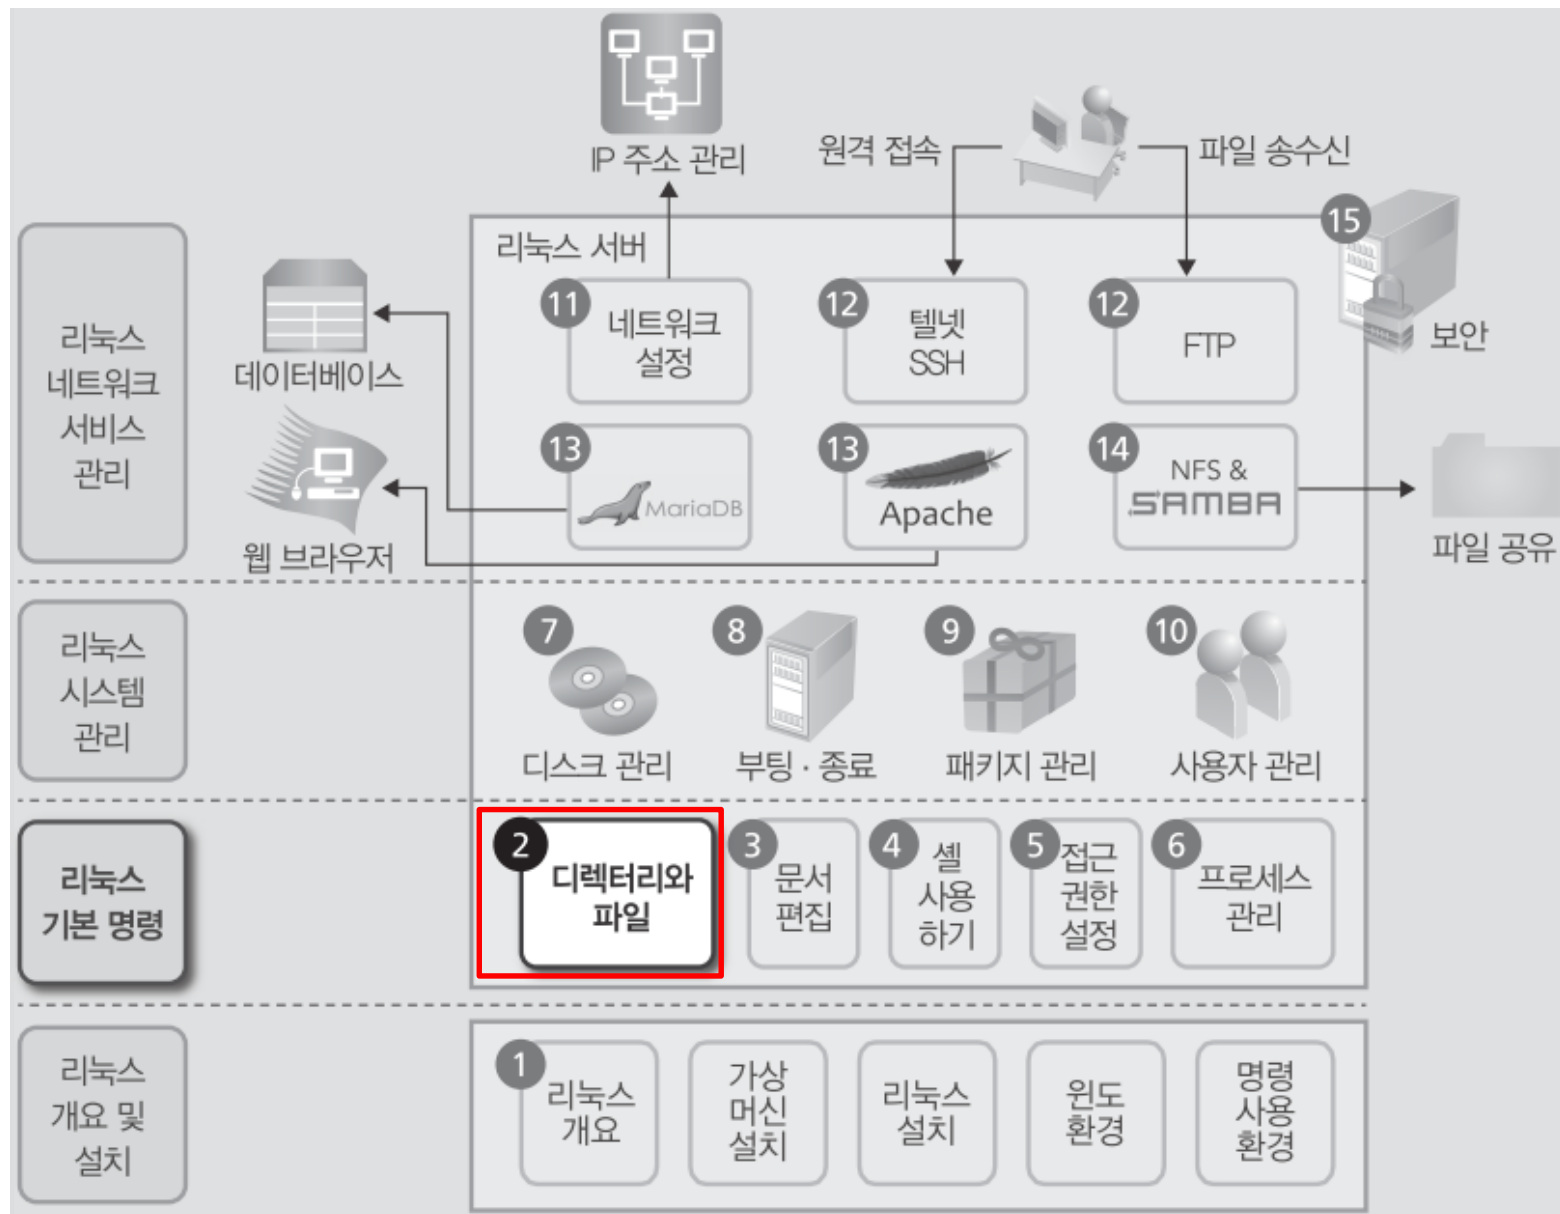 IP 주소 관리
원격 접속
파일 송수신
15
보안
리눅스
네트워크
서비스
관리
데이터베이스
웹 브라우저
리눅스 서버
11
네트워크
설정
12
텔넷
SSH
12
FTP
13
MariaDB
13
Apache
14
NFS &
SAMBA
파일 공유
리눅스
시스템
관리
7
디스크 관리
8
부팅 · 종료
9
패키지 관리
10
사용자 관리
리눅스
기본 명령
2
디렉터리와
파일
3
문서
편집
4
셸
사용
하기
5
접근
권한
설정
6
프로세스
관리
리눅스
개요 및
설치
1
리눅스
개요
가상
머신
설치
리눅스
설치
윈도
환경
명령
사용
환경